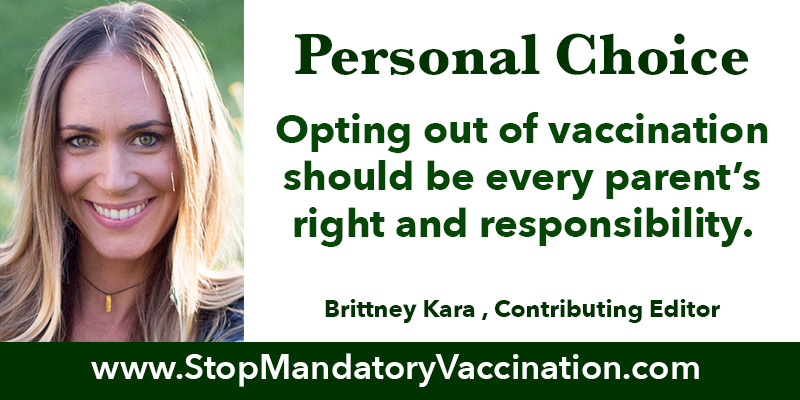 Personal Choice
Opting out of vaccination
should be every parent’s
right and responsibility.
Brittney Kara , Contributing Editor
www.StopMandatoryVaccination.com